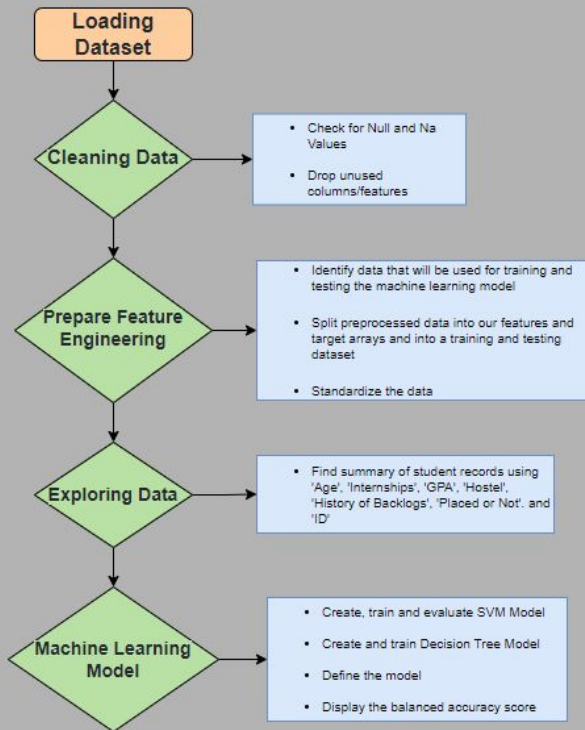 Loading
Dataset
Cleaning Data
• Check for Null and Na
Values
• Drop unused
columns/features
Prepare Feature
Engineering
• Identify data that will be used for training and
testing the machine learning model
• Split preprocessed data into our features and
target arrays and into a training and testing
dataset
• Standardize the data
Exploring Data
• Find summary of student records using
'Age', 'Internships', 'GPA', 'Hostel',
'History of Backlogs', 'Placed or Not'. and
'ID'
Machine Learning
Model
• Create, train and evaluate SVM Model
• Create and train Decision Tree Model
• Define the model
• Display the balanced accuracy score